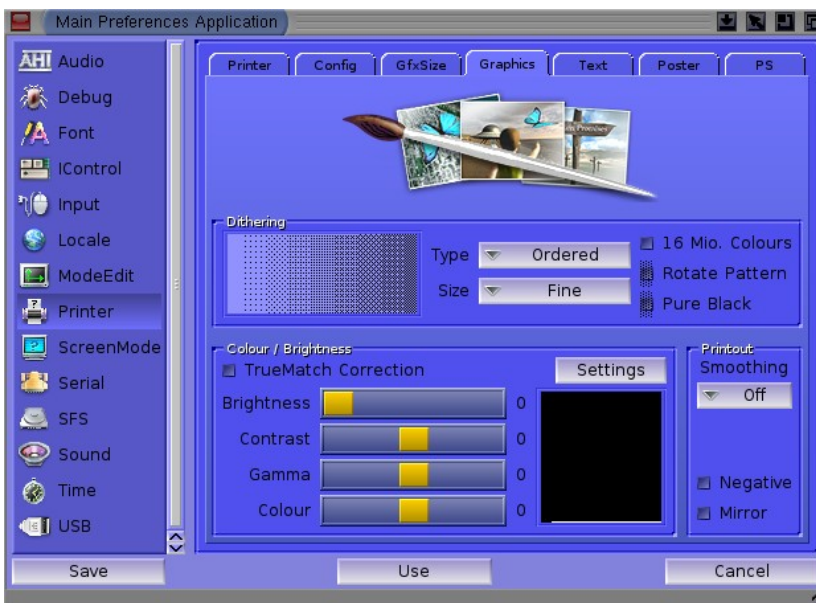 Main Preferences Application
AHI Audio
Debug
Font
IControl
Input
Locale
ModeEdit
Printer
ScreenMode
Serial
SFS
Sound
Time
USB
Printer Config GfxSize Graphics Text Poster PS
Promises
Dithering
Type Ordered
Size Fine
16 Mio. Colours
Rotate Pattern
Pure Black
Colour / Brightness
TrueMatch Correction
Settings
Brightness 0
Contrast 0
Gamma 0
Colour 0
Printout
Smoothing
Off
Negative
Mirror
Save Use Cancel